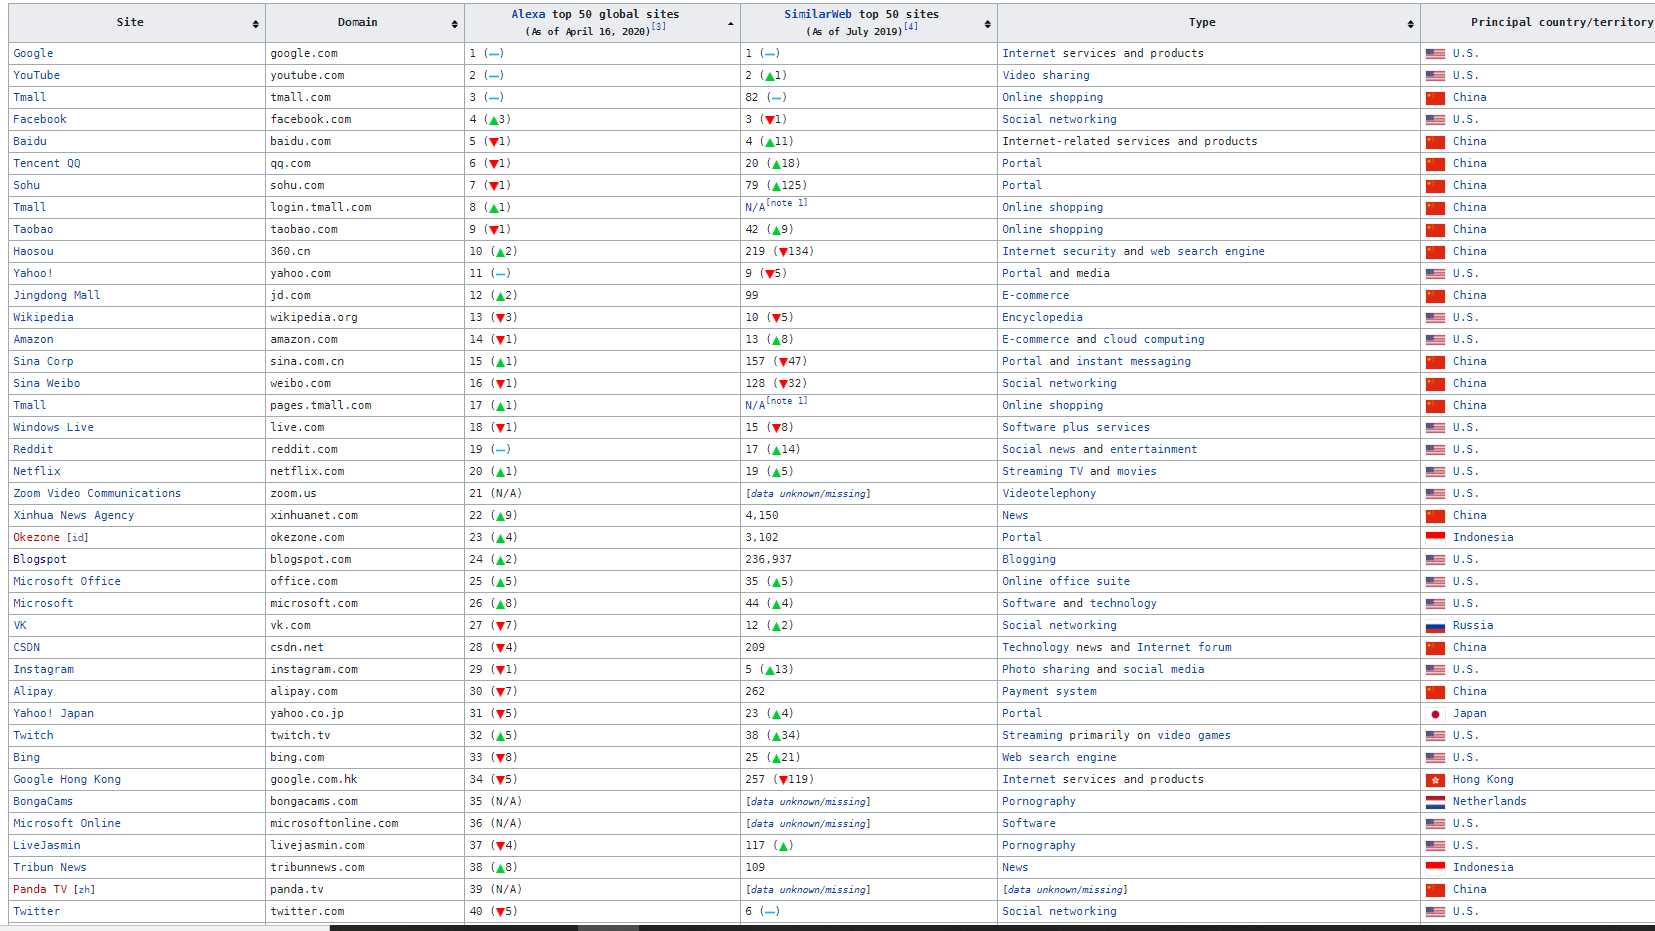 Site Domain Alexa top 50 global sites (As of April 16, 2020)[3] SimilarWeb top 50 sites (As of July 2019)[4] Type Principal country/territory
Google google.com 1 (—) 1 (—) Internet services and products U.S.
YouTube youtube.com 2 (—) 2 (▲1) Video sharing U.S.
Tmall tmall.com 3 (—) 82 (—) Online shopping China
Facebook facebook.com 4 (▲3) 3 (▼1) Social networking U.S.
Baidu baidu.com 5 (▼1) 4 (▲11) Internet-related services and products China
Tencent QQ qq.com 6 (▼1) 20 (▲18) Portal China
Sohu sohu.com 7 (▼1) 79 (▲125) Portal China
Tmall login.tmall.com 8 (▲1) N/A[note 1] Online shopping China
Taobao taobao.com 9 (▼1) 42 (▲9) Online shopping China
Haosou 360.cn 10 (▲2) 219 (▼134) Internet security and web search engine China
Yahoo! yahoo.com 11 (—) 9 (▼5) Portal and media U.S.
Jingdong Mall jd.com 12 (▲2) 99 E-commerce China
Wikipedia wikipedia.org 13 (▼3) 10 (▼5) Encyclopedia U.S.
Amazon amazon.com 14 (▼1) 13 (▲8) E-commerce and cloud computing U.S.
Sina Corp sina.com.cn 15 (▲1) 157 (▼47) Portal and instant messaging China
Sina Weibo weibo.com 16 (▼1) 128 (▼32) Social networking China
Tmall pages.tmall.com 17 (▲1) N/A[note 1] Online shopping China
Windows Live live.com 18 (▼1) 15 (▼8) Software plus services U.S.
Reddit reddit.com 19 (—) 17 (▲14) Social news and entertainment U.S.
Netflix netflix.com 20 (▲1) 19 (▲5) Streaming TV and movies U.S.
Zoom Video Communications zoom.us 21 (N/A) [data unknown/missing] Videotelephony U.S.
Xinhua News Agency xinhuanet.com 22 (▲9) 4,150 News China
Okezone [id] okezone.com 23 (▲4) 3,102 Portal Indonesia
Blogspot blogspot.com 24 (▲2) 236,937 Blogging U.S.
Microsoft Office office.com 25 (▲5) 35 (▲5) Online office suite U.S.
Microsoft microsoft.com 26 (▲8) 44 (▲4) Software and technology U.S.
VK vk.com 27 (▼7) 12 (▲2) Social networking Russia
CSDN csdn.net 28 (▼4) 209 Technology news and Internet forum China
Instagram instagram.com 29 (▼1) 5 (▲13) Photo sharing and social media U.S.
Alipay alipay.com 30 (▼7) 262 Payment system China
Yahoo! Japan yahoo.co.jp 31 (▼5) 23 (▲4) Portal Japan
Twitch twitch.tv 32 (▲5) 38 (▲34) Streaming primarily on video games U.S.
Bing bing.com 33 (▼8) 25 (▲21) Web search engine U.S.
Google Hong Kong google.com.hk 34 (▼5) 257 (▼119) Internet services and products Hong Kong
BongaCams bongacams.com 35 (N/A) [data unknown/missing] Pornography Netherlands
Microsoft Online microsoftonline.com 36 (N/A) [data unknown/missing] Software U.S.
LiveJasmin livejasmin.com 37 (▼4) 117 (▲) Pornography U.S.
Tribun News tribunnews.com 38 (▲8) 109 News Indonesia
Panda TV [zh] panda.tv 39 (N/A) [data unknown/missing] [data unknown/missing] China
Twitter twitter.com 40 (▼5) 6 (—) Social networking U.S.